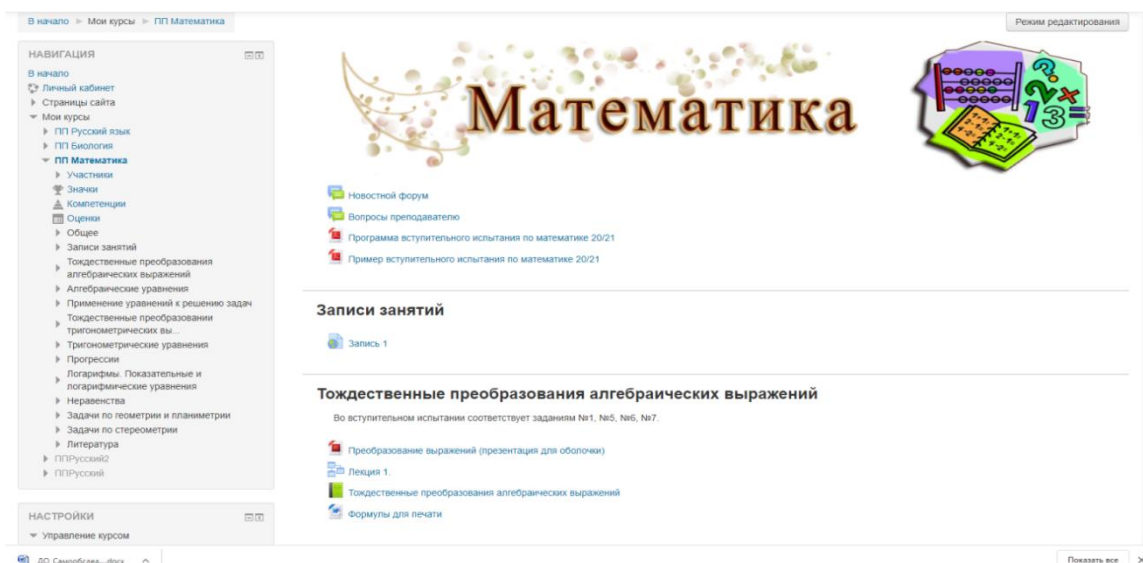 В начало ► Мои курсы ► ПП Математика
Режим редактирования
НАВИГАЦИЯ
В начало
Личный кабинет
Страницы сайта
Мои курсы
ПП Русский язык
ПП Биология
ПП Математика
Участники
Значки
Компетенции
Оценки
Общее
Записи занятий
Тождественные преобразования
алгебраических выражений
Алгебраические уравнения
Применение уравнений к решению задач
Тождественные преобразовании
тригонометрических вы...
Тригонометрические уравнения
Прогрессии
Логарифмы. Показательные и
логарифмические уравнения
Неравенства
Задачи по геометрии и планиметрии
Задачи по стереометрии
Литература
ППРусский2
ППРусский
НАСТРОЙКИ
Управление курсом
Математика
Новостной форум
Вопросы преподавателю
Программа вступительного испытания по математике 20/21
Пример вступительного испытания по математике 20/21
Записи занятий
Запись 1
Тождественные преобразования алгебраических выражений
Во вступительном испытании соответствует заданиям №1, №5, №6, №7.
Преобразование выражений (презентация для оболочки)
Лекция 1.
Тождественные преобразования алгебраических выражений
Формулы для печати
ДО_Самообследа....docx
Показать все